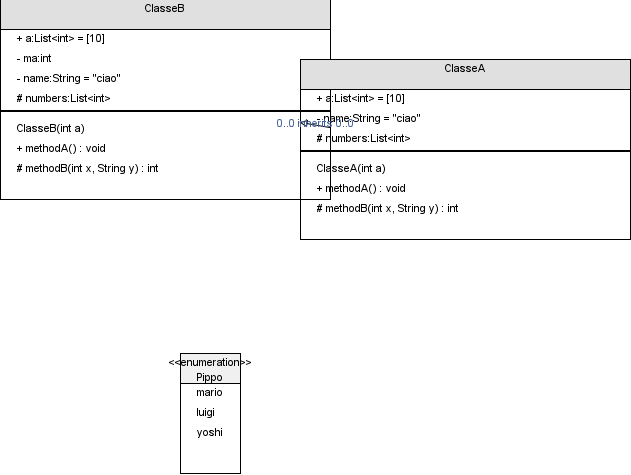 ClasseB
+ a:List<int> = [10]
- ma:int
- name:String = "ciao"
# numbers:List<int>
ClasseB(int a)
+ methodA() : void
# methodB(int x, String y) : int
ClasseA
+ a:List<int> = [10]
- name:String = "ciao"
# numbers:List<int>
0..0 inherits 0..0
ClasseA(int a)
+ methodA() : void
# methodB(int x, String y) : int
<<enumeration>>
Pippo
mario
luigi
yoshi